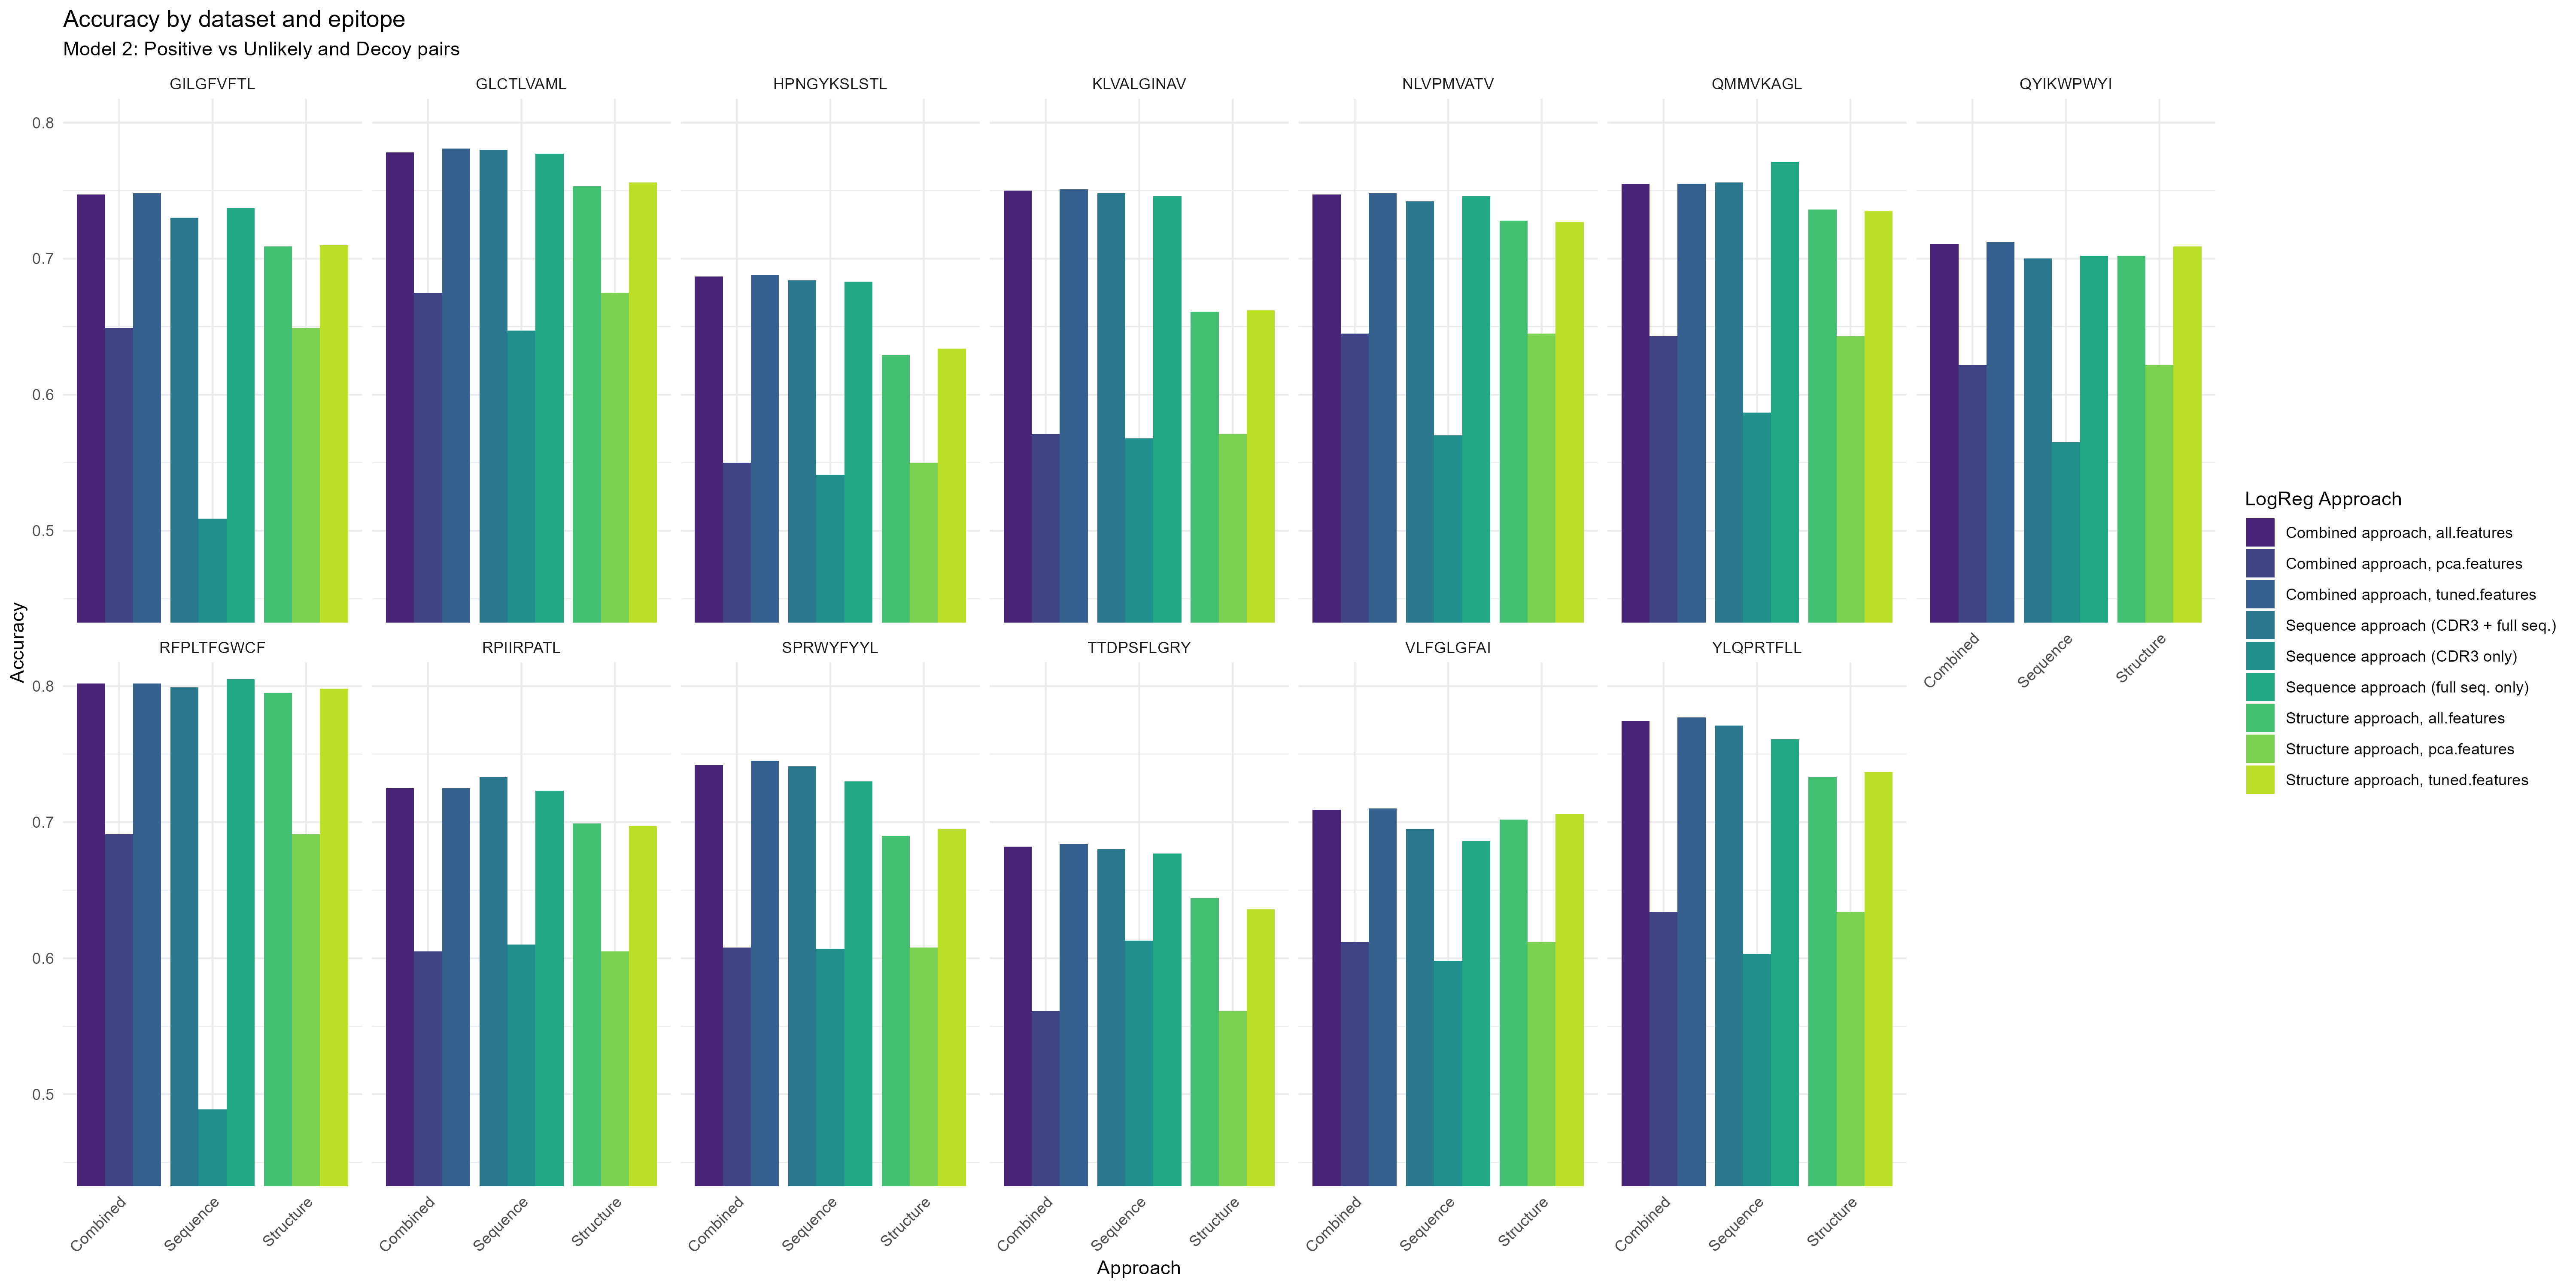 Accuracy by dataset and epitope
Model 2: Positive vs Unlikely and Decoy pairs
GILGFVFTL
GLCTLVAML
HPNGYKSLSTL
KLVALGINAV
NLVPMVATV
QMMVKAGL
QYIKWPWYI
0.8
0.7
0.6
0.5
Combined
Sequence
Structure
RFPLTFGWCF
RPIIRPATL
SPRWYFYYL
TTDPSFLGRY
VLFGLGFAI
YLQPRTFLL
0.8
0.7
0.6
0.5
Combined
Sequence
Structure
Combined
Sequence
Structure
Combined
Sequence
Structure
Combined
Sequence
Structure
Combined
Sequence
Structure
Combined
Sequence
Structure
Accuracy
Approach
LogReg Approach
Combined approach, all.features
Combined approach, pca.features
Combined approach, tuned.features
Sequence approach (CDR3 + full seq.)
Sequence approach (CDR3 only)
Sequence approach (full seq. only)
Structure approach, all.features
Structure approach, pca.features
Structure approach, tuned.features